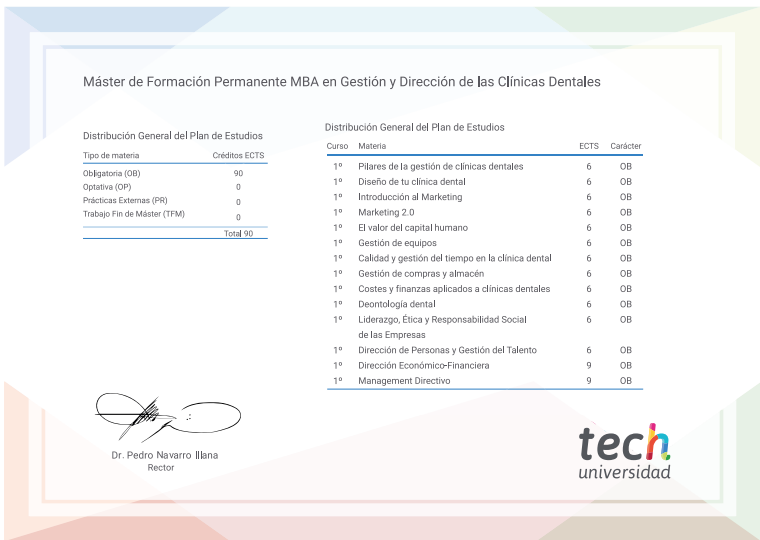 Máster de Formación Permanente MBA en Gestión y Dirección de las Clínicas Dentales
Distribución General del Plan de Estudios
Tipo de materia Créditos ECTS
Obligatoria (OB) 90
Optativa (OP) 0
Prácticas Externas (PR) 0
Trabajo Fin de Máster (TFM) 0
Total 90
Distribución General del Plan de Estudios
Curso Materia ECTS Carácter
1º Pilares de la gestión de clínicas dentales 6 OB
1º Diseño de tu clínica dental 6 OB
1º Introducción al Marketing 6 OB
1º Marketing 2.0 6 OB
1º El valor del capital humano 6 OB
1º Gestión de equipos 6 OB
1º Calidad y gestión del tiempo en la clínica dental 6 OB
1º Gestión de compras y almacén 6 OB
1º Costes y finanzas aplicados a clínicas dentales 6 OB
1º Deontología dental 6 OB
1º Liderazgo, Ética y Responsabilidad Social 6 OB
de las Empresas
1º Dirección de Personas y Gestión del Talento 6 OB
1º Dirección Económico-Financiera 9 OB
1º Management Directivo 9 OB
Dr. Pedro Navarro Illana
Rector
tech
universidad